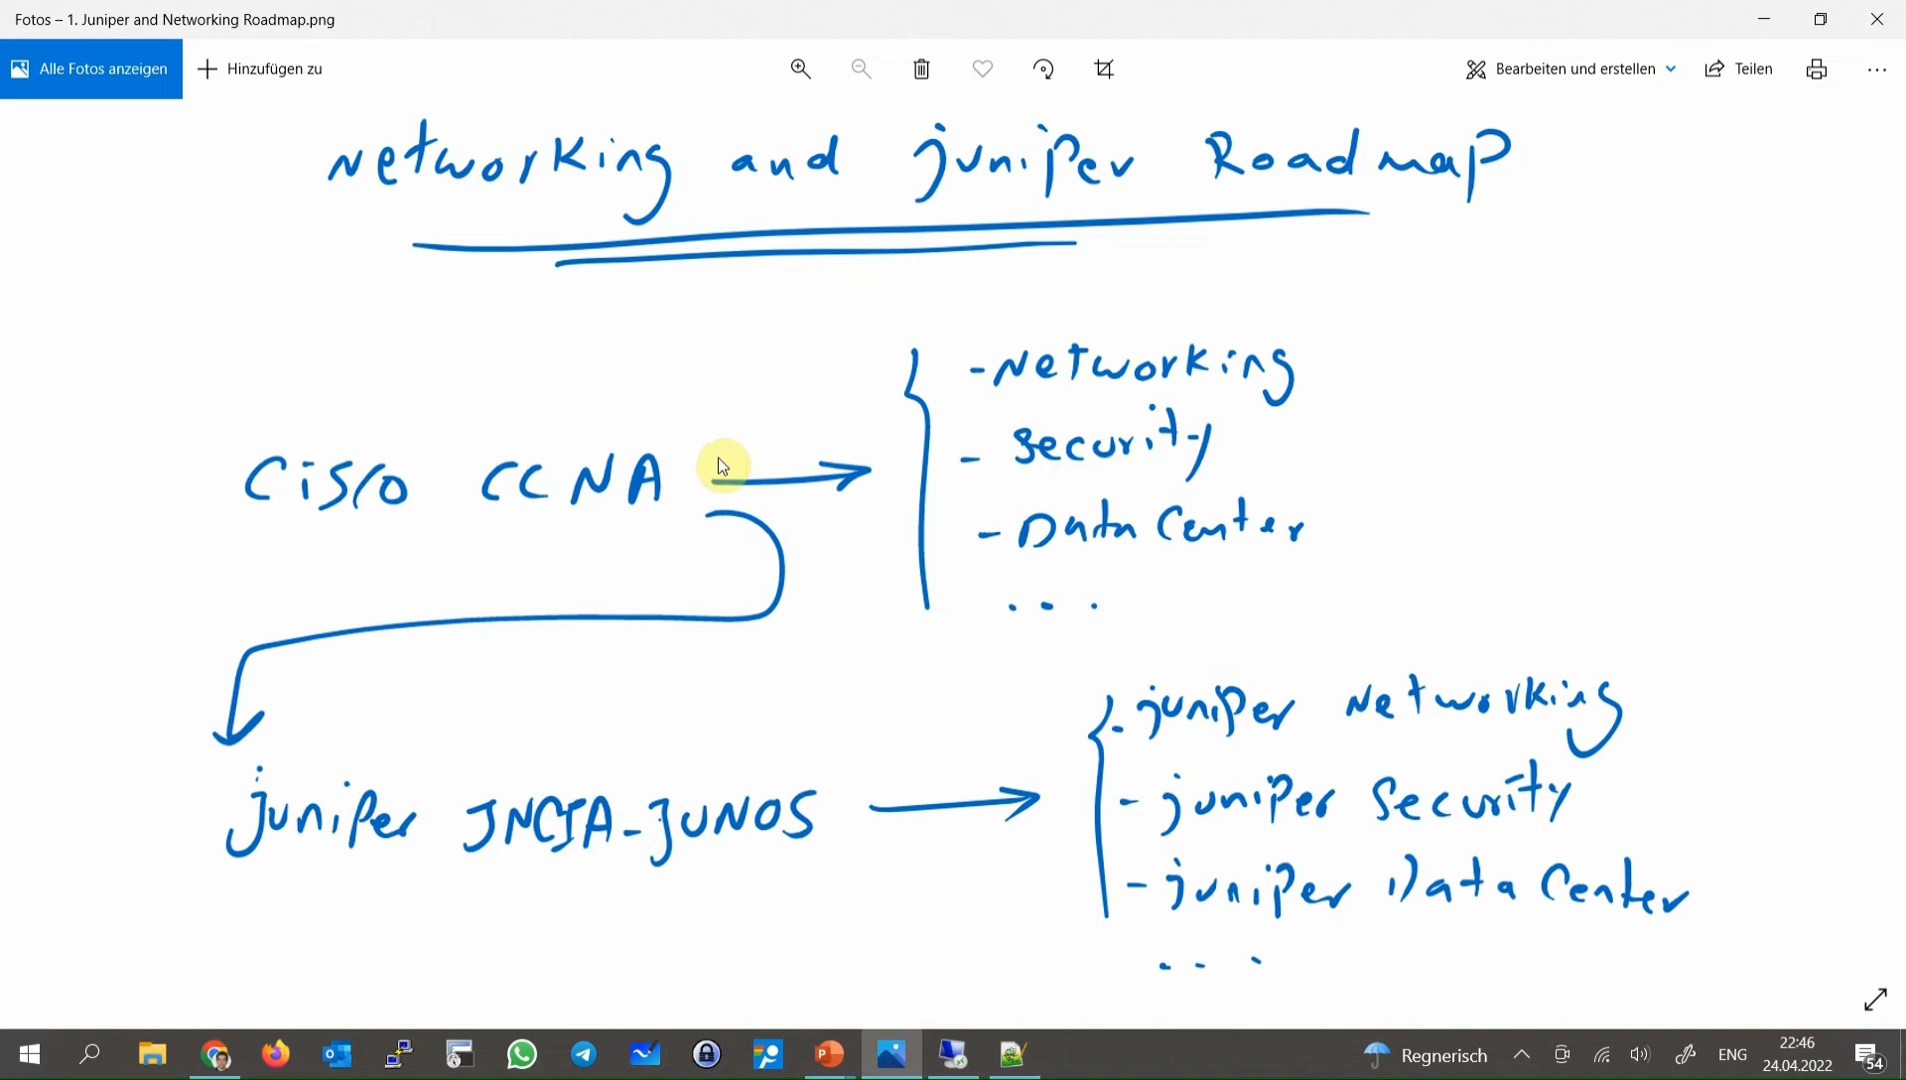 Fotos – 1. Juniper and Networking Roadmap.png
Alle Fotos anzeigen
Hinzufügen zu
Bearbeiten und erstellen
Teilen
Networking and juniper Roadmap
- Networking
- Security
- Data Center
...
Cisco CCNA
juniper JNCIA-JUNOS
- juniper Networking
- juniper Security
- juniper Data Center
...
Regnerisch
ENG
22:46
24.04.2022
54